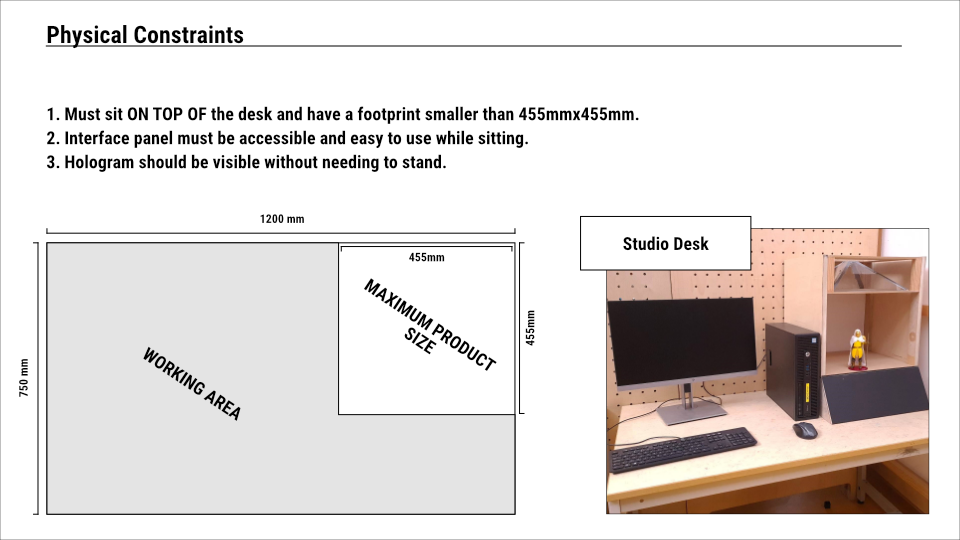 Physical Constraints
1. Must sit ON TOP OF the desk and have a footprint smaller than 455mmx455mm.
2. Interface panel must be accessible and easy to use while sitting.
3. Hologram should be visible without needing to stand.
1200 mm
455mm
MAXIMUM PRODUCT
SIZE
455mm
WORKING AREA
750 mm
Studio Desk